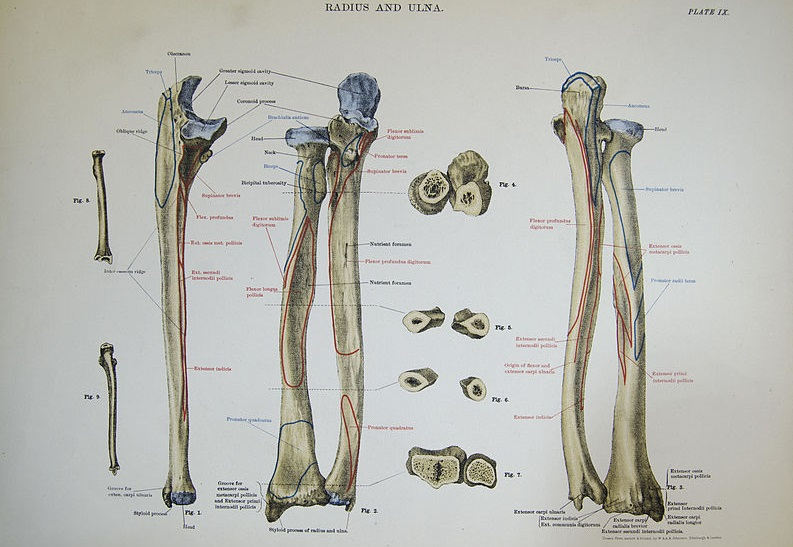 RADIUS AND ULNA.
PLATE IX.
Olecranon
Triceps
Greater sigmoid cavity
Lesser sigmoid cavity
Coronoid process
Anconeus
Oblique ridge
Brachialis anticus
Head
Neck
Biceps
Bicipital tuberosity
Flexor sublimis
digitorum
Pronator teres
Supinator brevis
Supinator brevis
Flex. profundus
Flexor sublimis
digitorum
Ext. ossis met. pollicis
Ext. secundi
internodii pollicis
Flexor longus
pollicis
Nutrient foramen
Flexor profundus digitorum
Nutrient foramen
Interosseous ridge
Extensor indicis
Pronator quadratus
Pronator quadratus
Groove for
exten. carpi ulnaris
Styloid process
Head
Fig. 1.
Groove for
extensor ossis
metacarpi pollicis
and Extensor primi
internodii pollicis
Styloid process of radius and ulna.
Fig. 2.
Fig. 8.
Fig. 9.
Fig. 4.
Fig. 5.
Fig. 6.
Fig. 7.
Triceps
Bursa
Anconeus
Head
Supinator brevis
Flexor profundus
digitorum
Extensor ossis
metacarpi pollicis
Pronator radii teres
Extensor secundi
internodii pollicis
Origin of flexor and
extensor carpi ulnaris
Extensor primi
internodii pollicis
Extensor indicis
Extensor ossis
metacarpi pollicis
Fig. 3.
Extensor
primi internodii pollicis
Extensor carpi
radialis longior
Extensor carpi ulnaris
Extensor indicis
Ext. communis digitorum
Extensor carpi
radialis brevior
Extensor secundi internodii pollicis